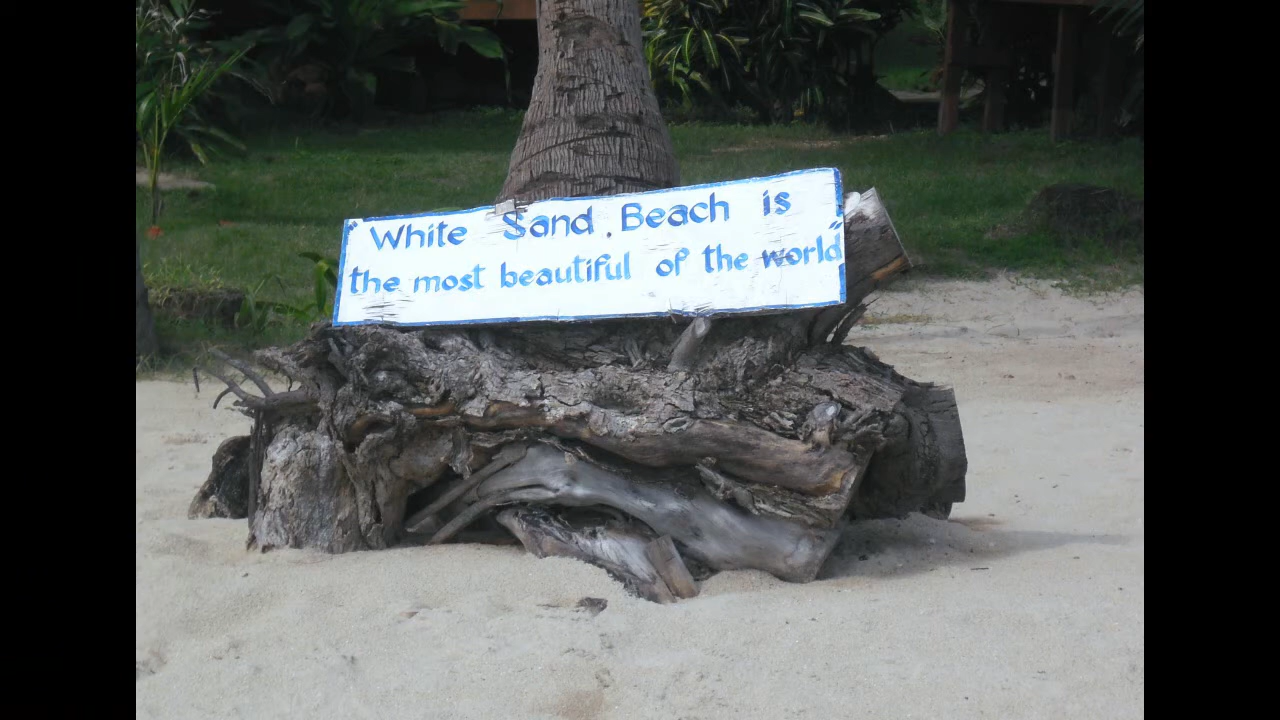 "White Sand. Beach is
the most beautiful of the world"